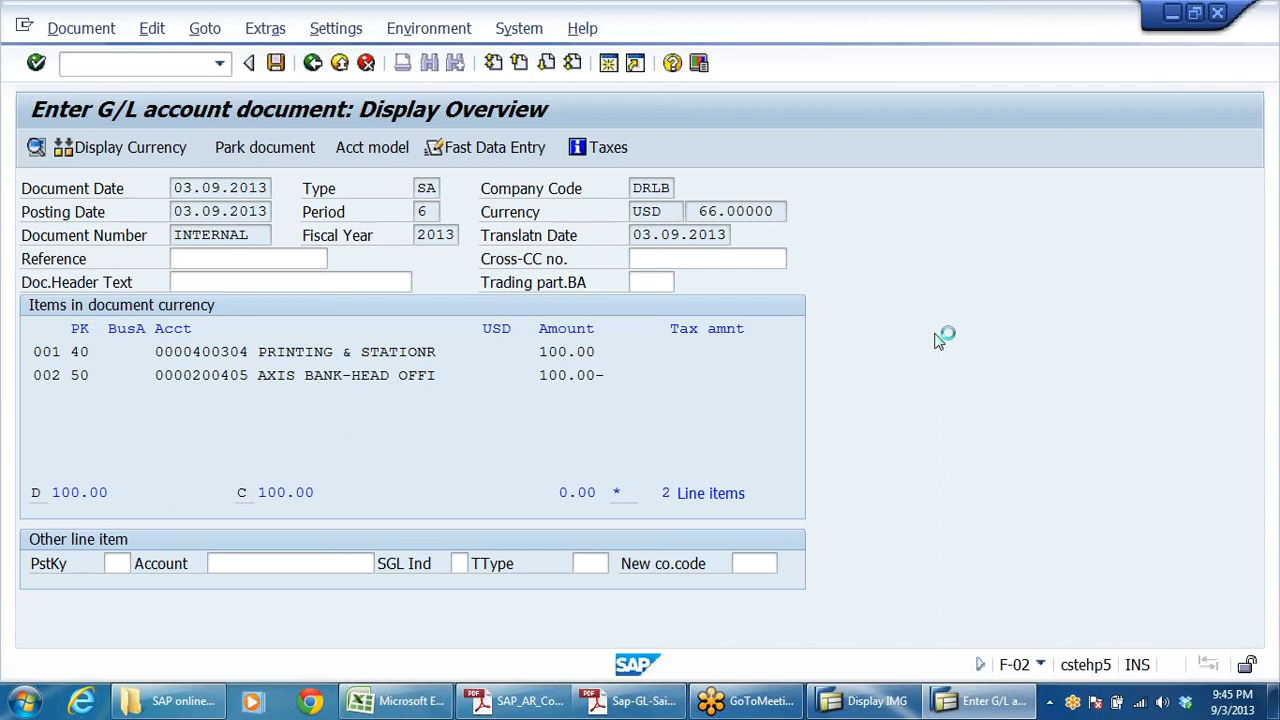 Document Edit Goto Extras Settings Environment System Help
Enter G/L account document: Display Overview
Display Currency Park document Acct model Fast Data Entry Taxes
Document Date 03.09.2013 Type SA Company Code DRLB
Posting Date 03.09.2013 Period 6 Currency USD 66.00000
Document Number INTERNAL Fiscal Year 2013 Translatn Date 03.09.2013
Reference Cross-CC no.
Doc.Header Text Trading part.BA
Items in document currency
PK BusA Acct USD Amount Tax amnt
001 40 0000400304 PRINTING & STATIONR 100.00
002 50 0000200405 AXIS BANK-HEAD OFFI 100.00-
D 100.00 C 100.00 0.00 * 2 Line items
Other line item
PstKy Account SGL Ind TType New co.code
SAP
F-02 cstehp5 INS
SAP online... Microsoft E... SAP_AR_Co... Sap-GL-Sai... GoToMeeti... Display IMG Enter G/L a... 9:45 PM
9/3/2013